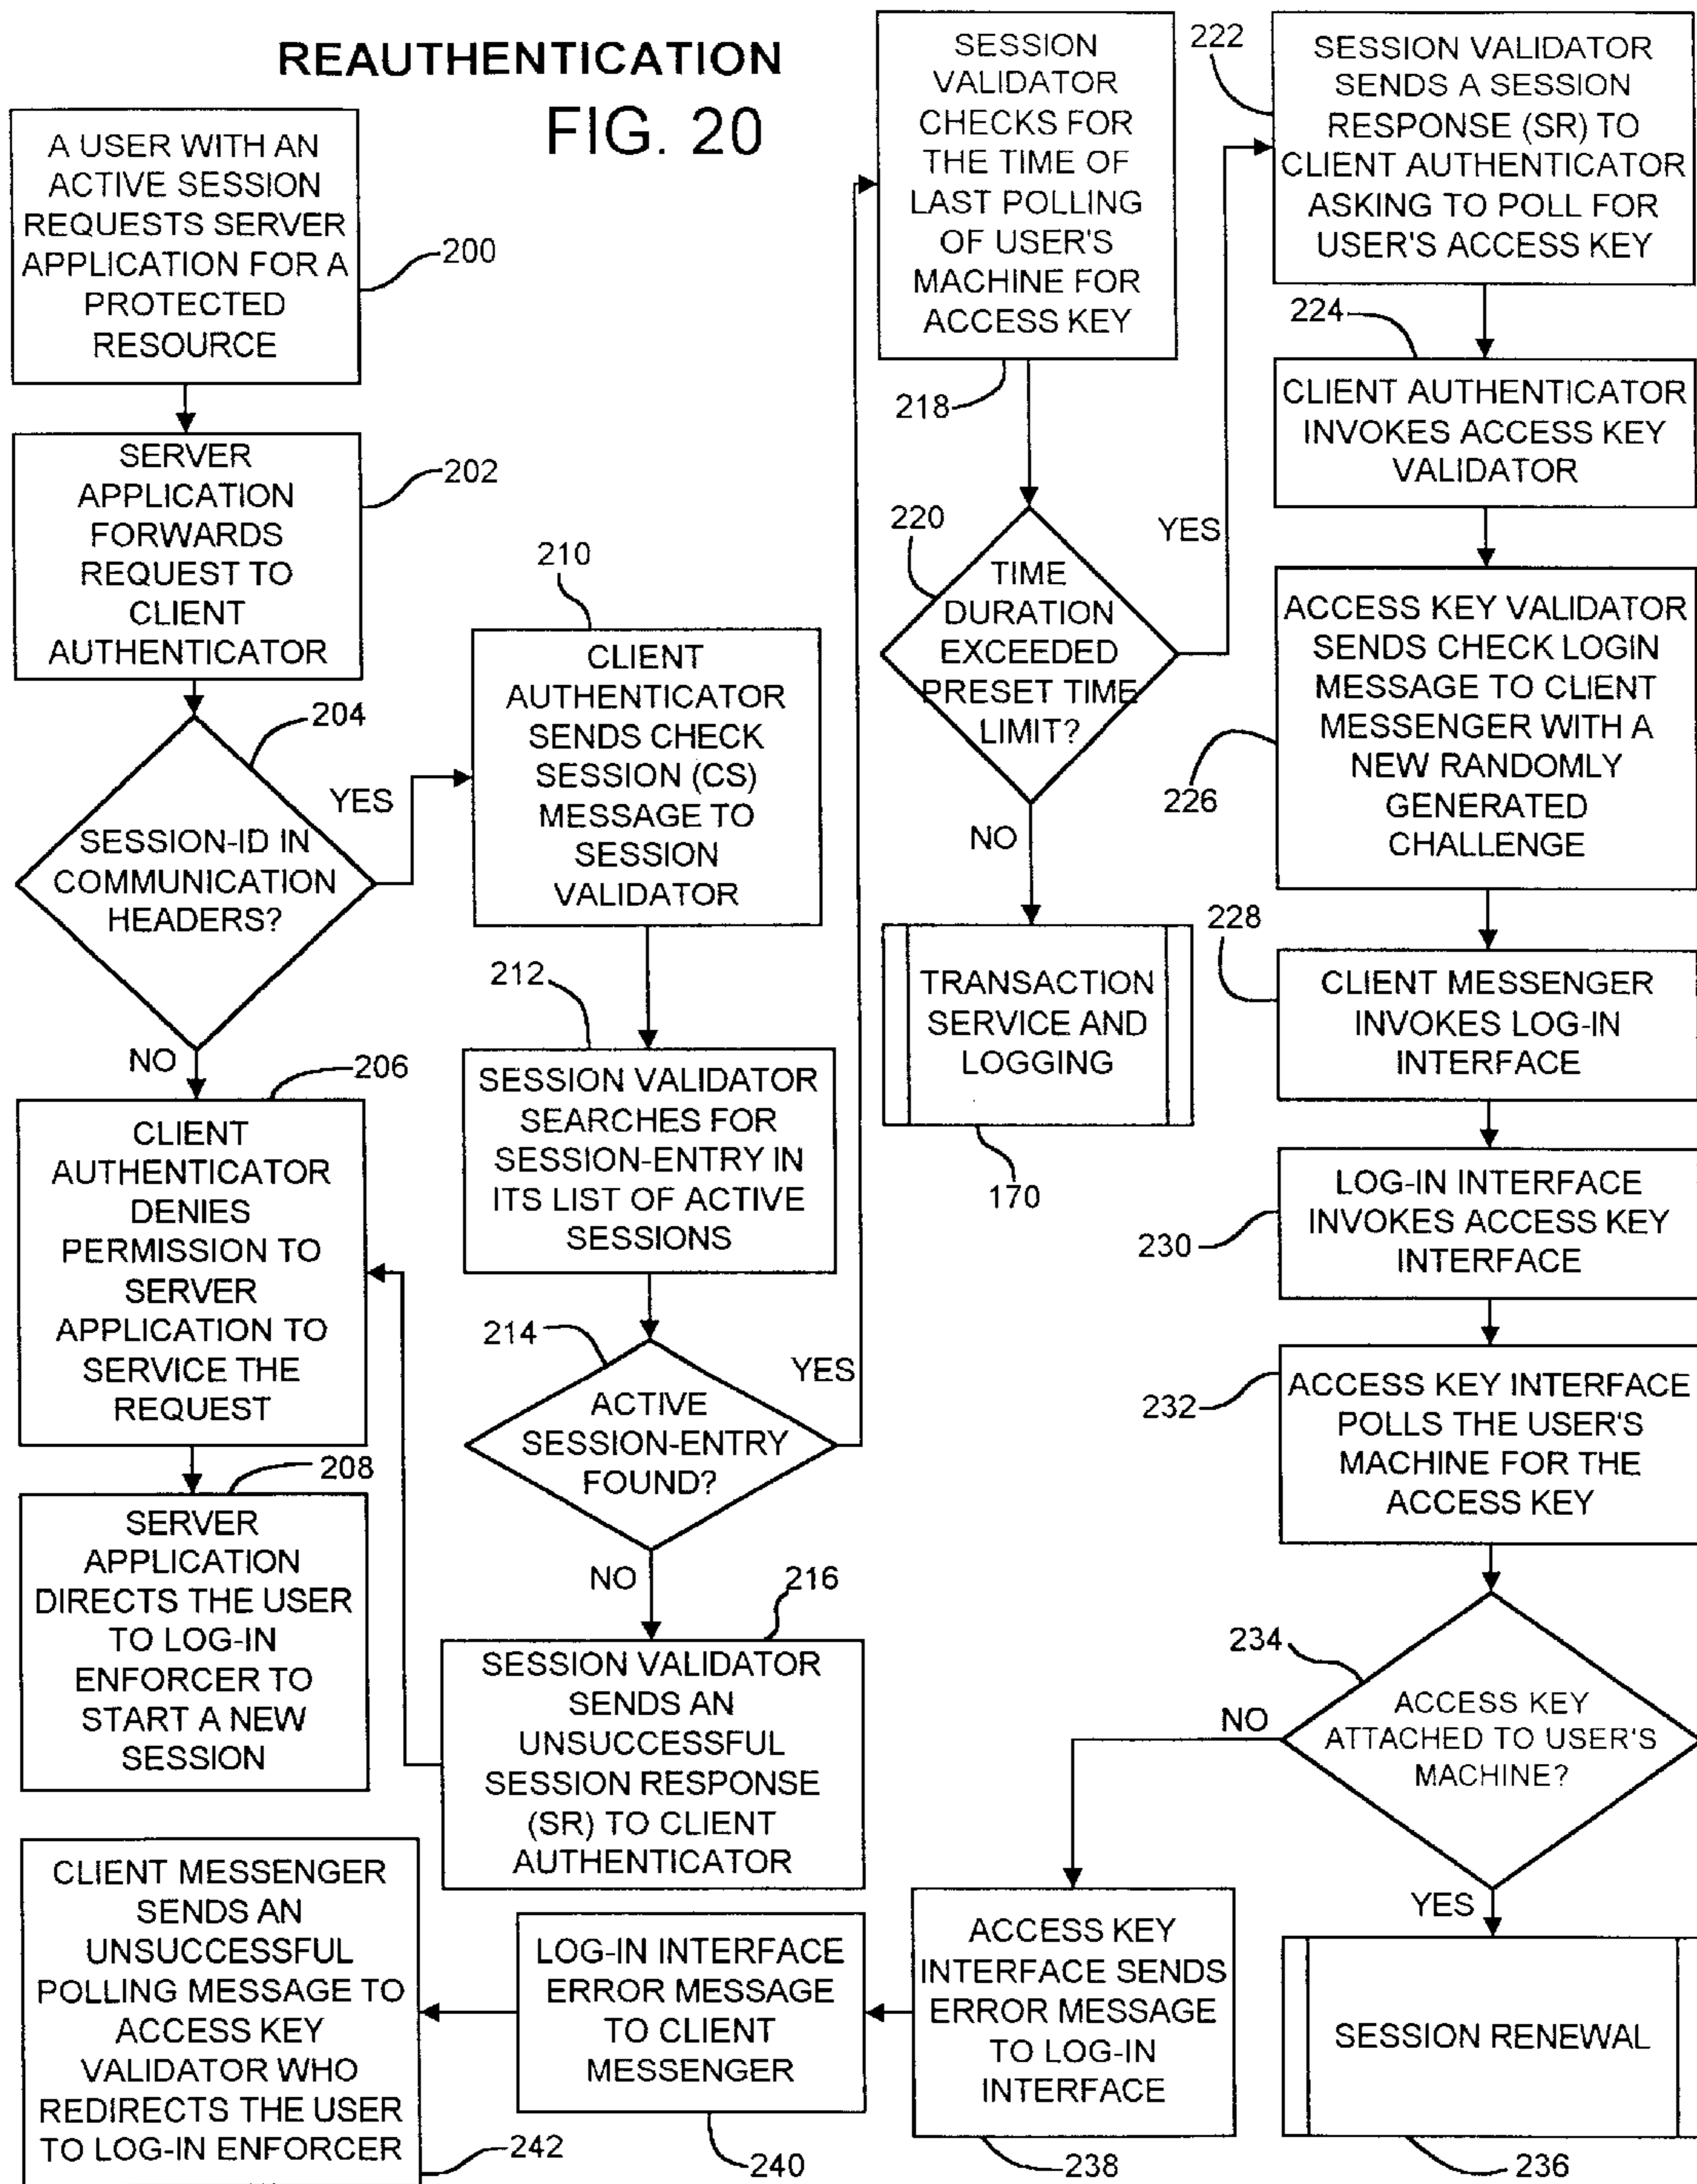 REAUTHENTICATION
FIG. 20
A USER WITH AN
ACTIVE SESSION
REQUESTS SERVER
APPLICATION FOR A
PROTECTED
RESOURCE
200
SERVER
APPLICATION
FORWARDS
REQUEST TO
CLIENT
AUTHENTICATOR
202
204
SESSION-ID IN
COMMUNICATION
HEADERS?
YES
NO
206
CLIENT
AUTHENTICATOR
DENIES
PERMISSION TO
SERVER
APPLICATION TO
SERVICE THE
REQUEST
208
SERVER
APPLICATION
DIRECTS THE USER
TO LOG-IN
ENFORCER TO
START A NEW
SESSION
210
CLIENT
AUTHENTICATOR
SENDS CHECK
SESSION (CS)
MESSAGE TO
SESSION
VALIDATOR
212
SESSION VALIDATOR
SEARCHES FOR
SESSION-ENTRY IN
ITS LIST OF ACTIVE
SESSIONS
214
ACTIVE
SESSION-ENTRY
FOUND?
YES
NO
216
SESSION VALIDATOR
SENDS AN
UNSUCCESSFUL
SESSION RESPONSE
(SR) TO CLIENT
AUTHENTICATOR
SESSION
VALIDATOR
CHECKS FOR
THE TIME OF
LAST POLLING
OF USER'S
MACHINE FOR
ACCESS KEY
218
220
TIME
DURATION
EXCEEDED
PRESET TIME
LIMIT?
YES
NO
TRANSACTION
SERVICE AND
LOGGING
170
222
SESSION VALIDATOR
SENDS A SESSION
RESPONSE (SR) TO
CLIENT AUTHENTICATOR
ASKING TO POLL FOR
USER'S ACCESS KEY
224
CLIENT AUTHENTICATOR
INVOKES ACCESS KEY
VALIDATOR
226
ACCESS KEY VALIDATOR
SENDS CHECK LOGIN
MESSAGE TO CLIENT
MESSENGER WITH A
NEW RANDOMLY
GENERATED
CHALLENGE
228
CLIENT MESSENGER
INVOKES LOG-IN
INTERFACE
230
LOG-IN INTERFACE
INVOKES ACCESS KEY
INTERFACE
232
ACCESS KEY INTERFACE
POLLS THE USER'S
MACHINE FOR THE
ACCESS KEY
234
ACCESS KEY
ATTACHED TO USER'S
MACHINE?
NO
YES
SESSION RENEWAL
236
ACCESS KEY
INTERFACE SENDS
ERROR MESSAGE
TO LOG-IN
INTERFACE
238
LOG-IN INTERFACE
ERROR MESSAGE
TO CLIENT
MESSENGER
240
CLIENT MESSENGER
SENDS AN
UNSUCCESSFUL
POLLING MESSAGE TO
ACCESS KEY
VALIDATOR WHO
REDIRECTS THE USER
TO LOG-IN ENFORCER
242